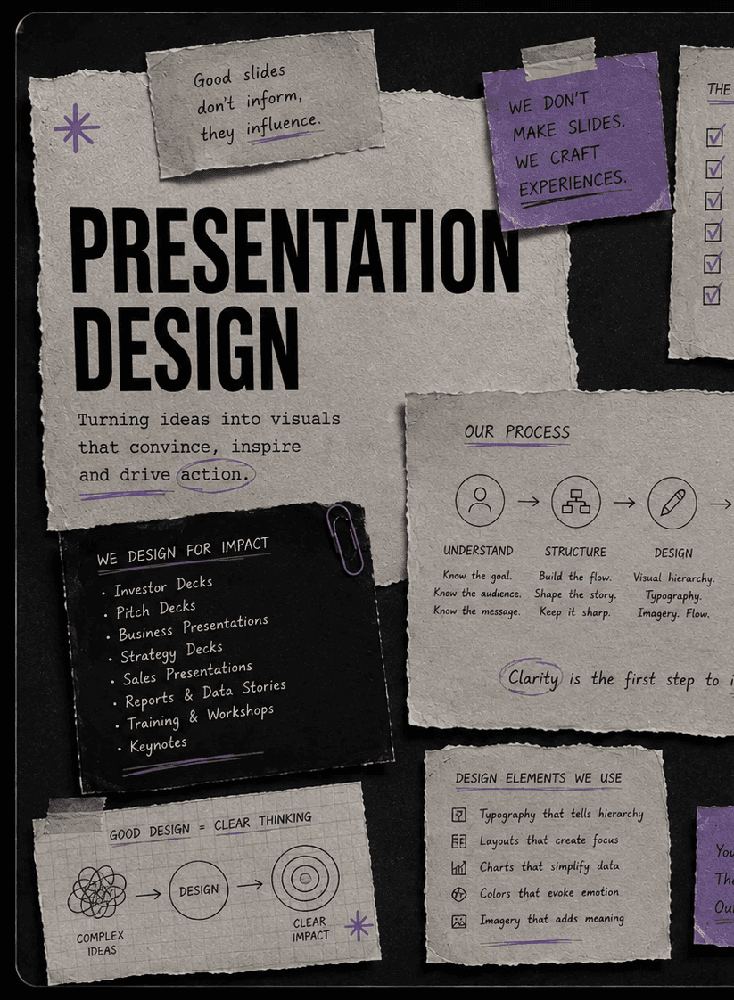 Good slides
don't inform,
they influence.
WE DON'T
MAKE SLIDES.
WE CRAFT
EXPERIENCES.
THE
PRESENTATION
DESIGN
Turning ideas into visuals
that convince, inspire
and drive action.
OUR PROCESS
UNDERSTAND
Know the goal.
Know the audience.
Know the message.
STRUCTURE
Build the flow.
Shape the story.
Keep it sharp.
DESIGN
Visual hierarchy.
Typography.
Imagery. Flow.
Clarity is the first step to
WE DESIGN FOR IMPACT
· Investor Decks
· Pitch Decks
· Business Presentations
· Strategy Decks
· Sales Presentations
· Reports & Data Stories
· Training & Workshops
· Keynotes
DESIGN ELEMENTS WE USE
Typography that tells hierarchy
Layouts that create focus
Charts that simplify data
Colors that evoke emotion
Imagery that adds meaning
GOOD DESIGN = CLEAR THINKING
COMPLEX
IDEAS
DESIGN
CLEAR
IMPACT